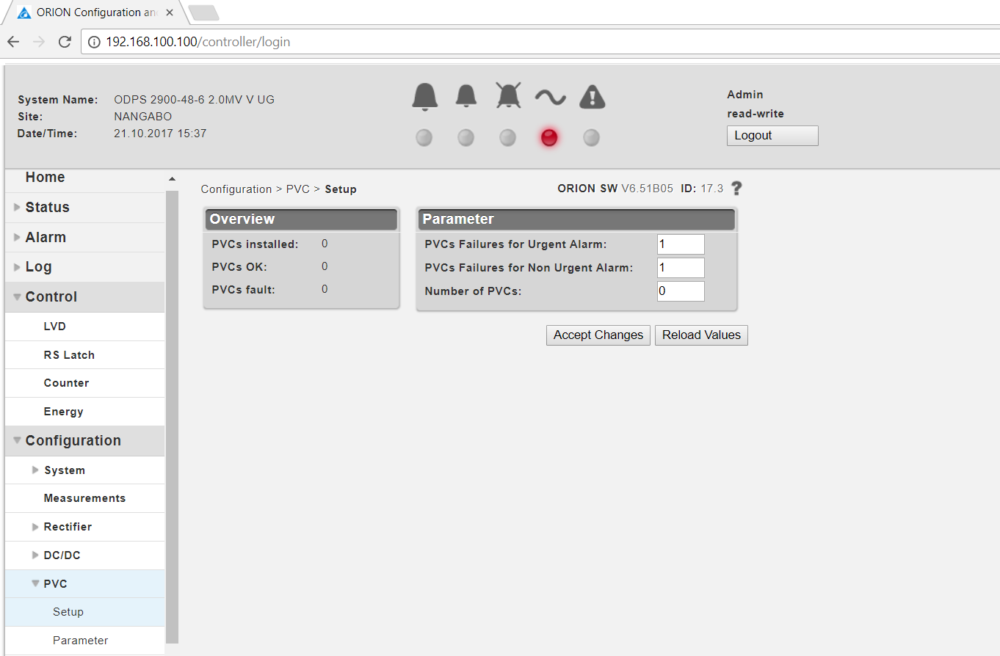 ORION Configuration an
192.168.100.100/controller/login
System Name: ODPS 2900-48-6 2.0MV V UG
Site: NANGABO
Date/Time: 21.10.2017 15:37
Admin
read-write
Logout
Home
Status
Alarm
Log
Control
LVD
RS Latch
Counter
Energy
Configuration
System
Measurements
Rectifier
DC/DC
PVC
Setup
Parameter
Configuration > PVC > Setup
ORION SW V6.51B05 ID: 17.3 ?
Overview
PVCs installed: 0
PVCs OK: 0
PVCs fault: 0
Parameter
PVCs Failures for Urgent Alarm: 1
PVCs Failures for Non Urgent Alarm: 1
Number of PVCs: 0
Accept Changes Reload Values